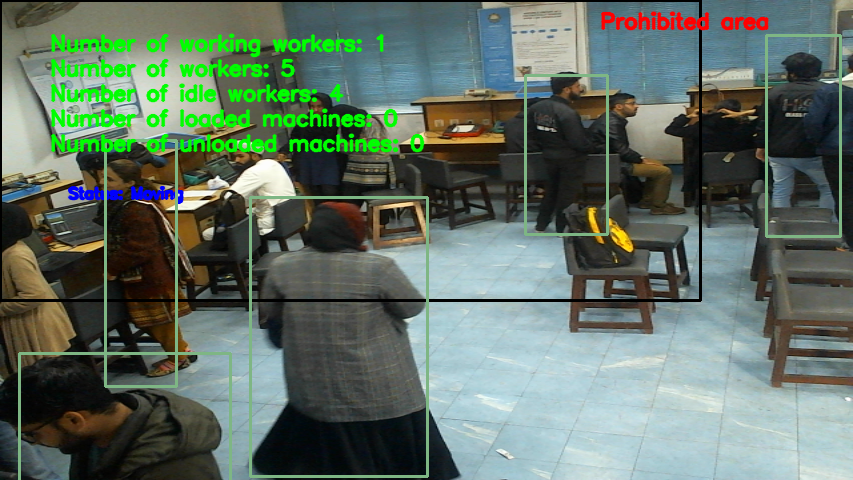 Prohibited area
Number of working workers: 1
Number of workers: 5
Number of idle workers: 4
Number of loaded machines: 0
Number of unloaded machines: 0
Status: Moving